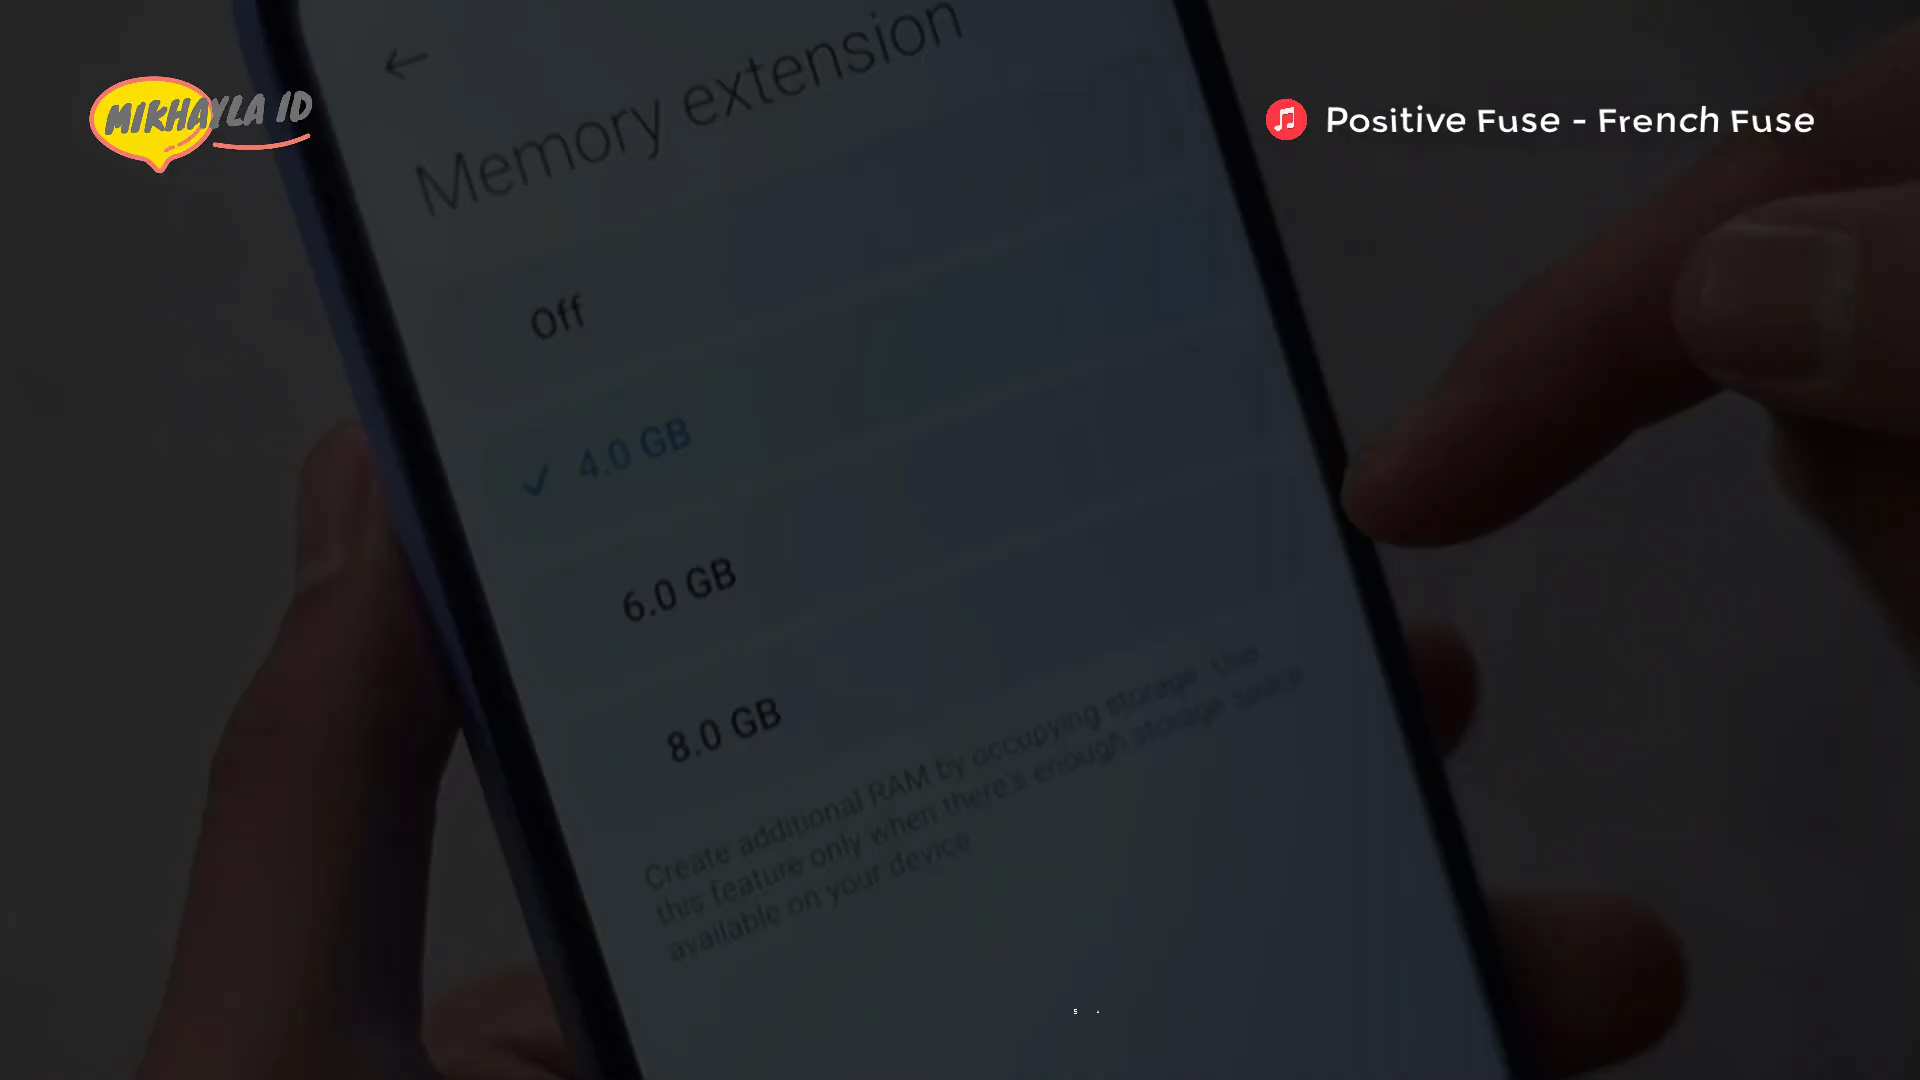 MIKHAYLA ID
Positive Fuse - French Fuse
Memory extension
Off
4.0 GB
6.0 GB
8.0 GB
Create additional RAM by occupying storage. Use
this feature only when there's enough storage space
available on your device